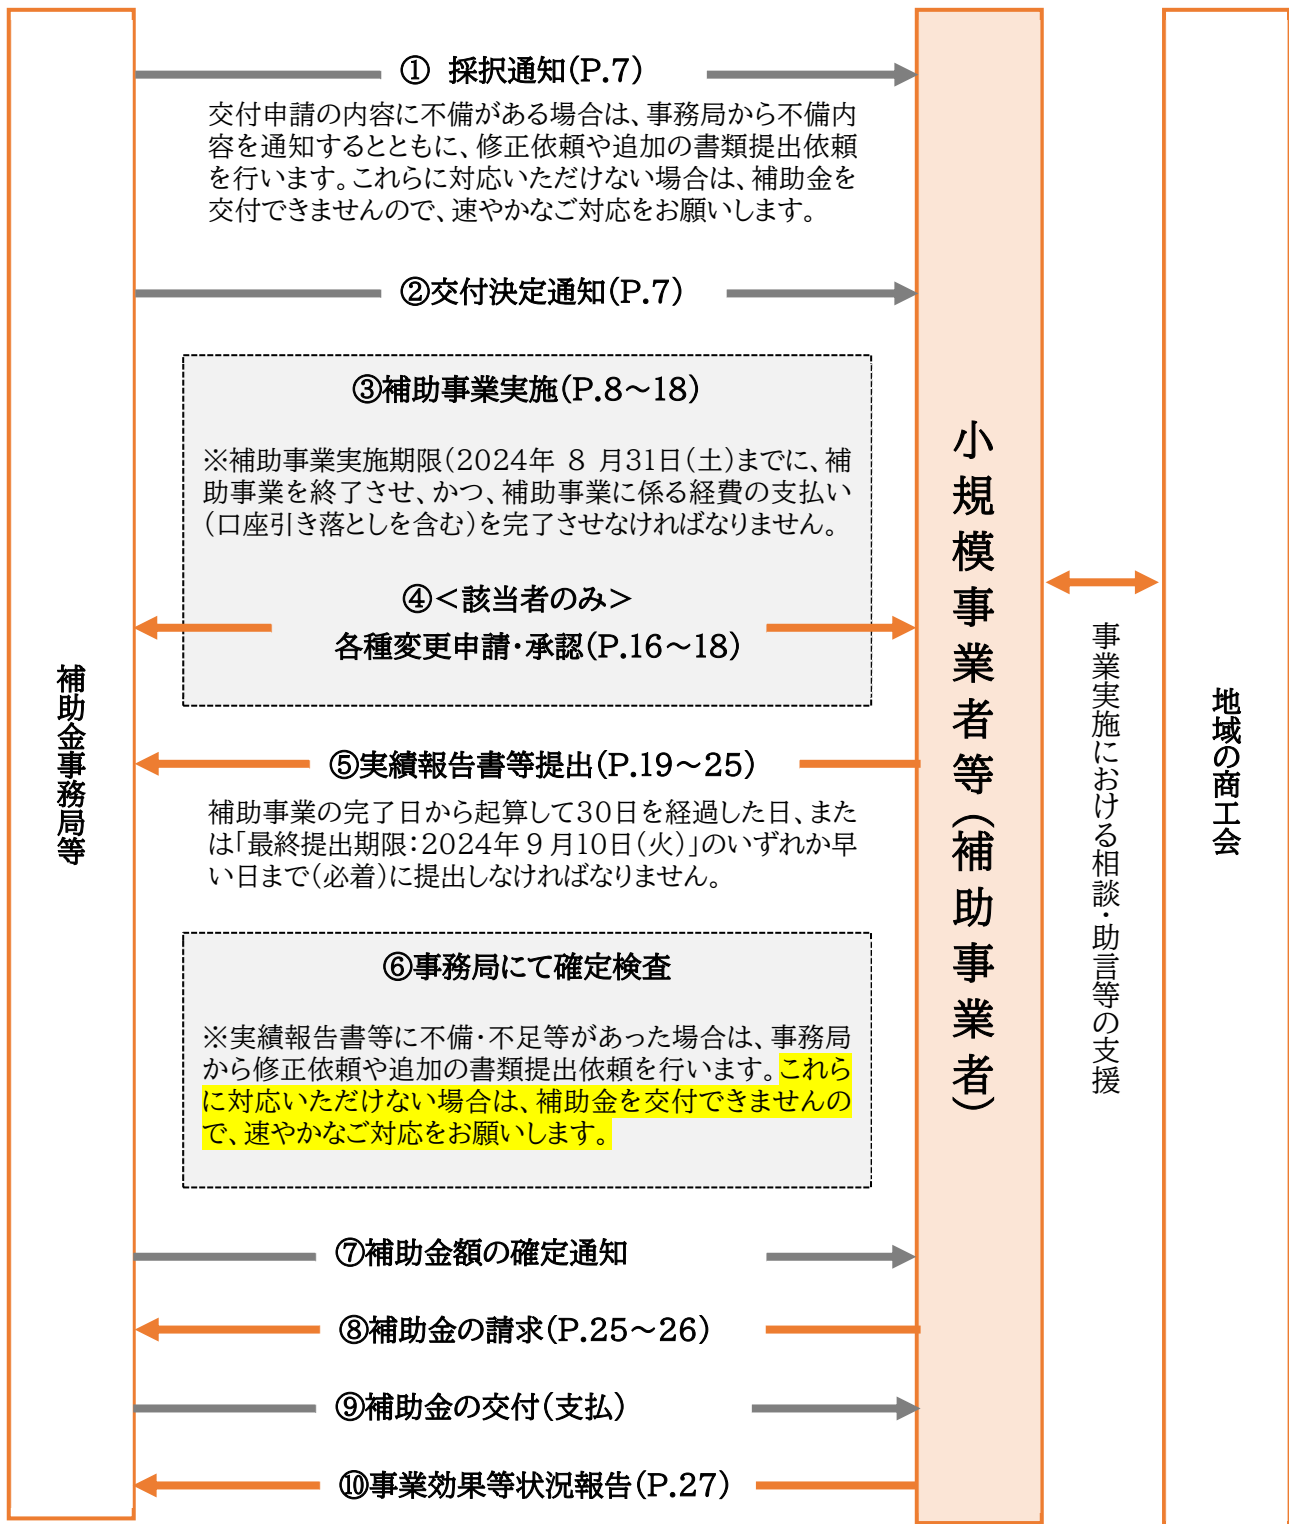 ① 採択通知(P.7)
交付申請の内容に不備がある場合は、事務局から不備内
容を通知するとともに、修正依頼や追加の書類提出依頼
を行います。これらに対応いただけない場合は、補助金を
交付できませんので、速やかなご対応をお願いします。
②交付決定通知(P.7)
③補助事業実施(P.8～18)
※補助事業実施期限(2024年 8 月31日(土)までに、補
助事業を終了させ、かつ、補助事業に係る経費の支払い
(口座引き落としを含む)を完了させなければなりません。
④<該当者のみ>
各種変更申請・承認(P.16～18)
⑤実績報告書等提出(P.19～25)
補助事業の完了日から起算して30日を経過した日、また
は「最終提出期限：2024年 9 月10日(火)」のいずれか早
い日まで(必着)に提出しなければなりません。
⑥事務局にて確定検査
※実績報告書等に不備・不足等があった場合は、事務局
から修正依頼や追加の書類提出依頼を行います。これら
に対応いただけない場合は、補助金を交付できませんの
で、速やかなご対応をお願いします。
⑦補助金額の確定通知
⑧補助金の請求(P.25～26)
⑨補助金の交付(支払)
⑩事業効果等状況報告(P.27)
補助金事務局等
小規模事業者等(補助事業者)
事業実施における相談・助言等の支援
地域の商工会